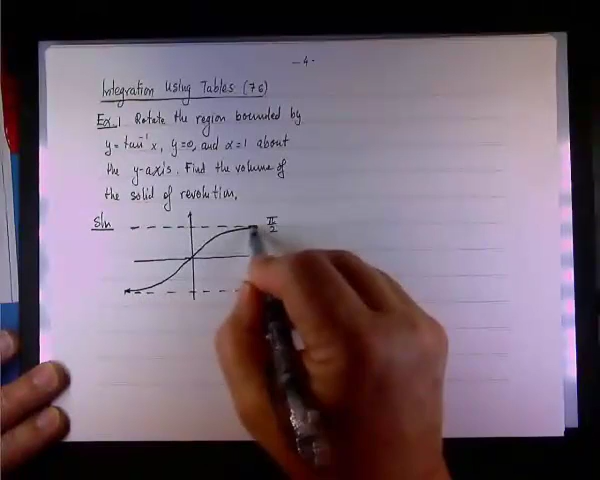 - 4 -
Integration Using Tables (7.6)
Ex.1 Rotate the region bounded by
y = tan⁻¹x, y=0, and x=1 about
the y-axis. Find the volume of
the solid of revolution.
Sln
π/2